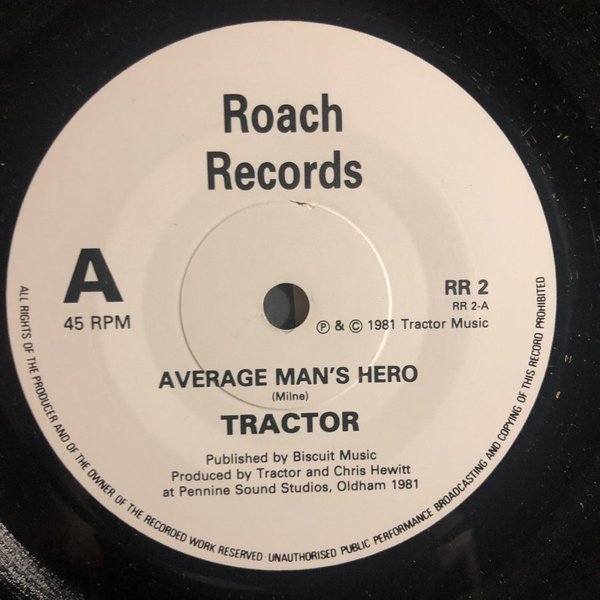 Roach
Records
A
45 RPM
RR 2
RR 2-A
Ⓟ & © 1981 Tractor Music
AVERAGE MAN'S HERO
(Milne)
TRACTOR
Published by Biscuit Music
Produced by Tractor and Chris Hewitt
at Pennine Sound Studios, Oldham 1981
ALL RIGHTS OF THE PRODUCER AND OF THE OWNER OF THE RECORDED WORK RESERVED · UNAUTHORISED PUBLIC PERFORMANCE BROADCASTING AND COPYING OF THIS RECORD PROHIBITED